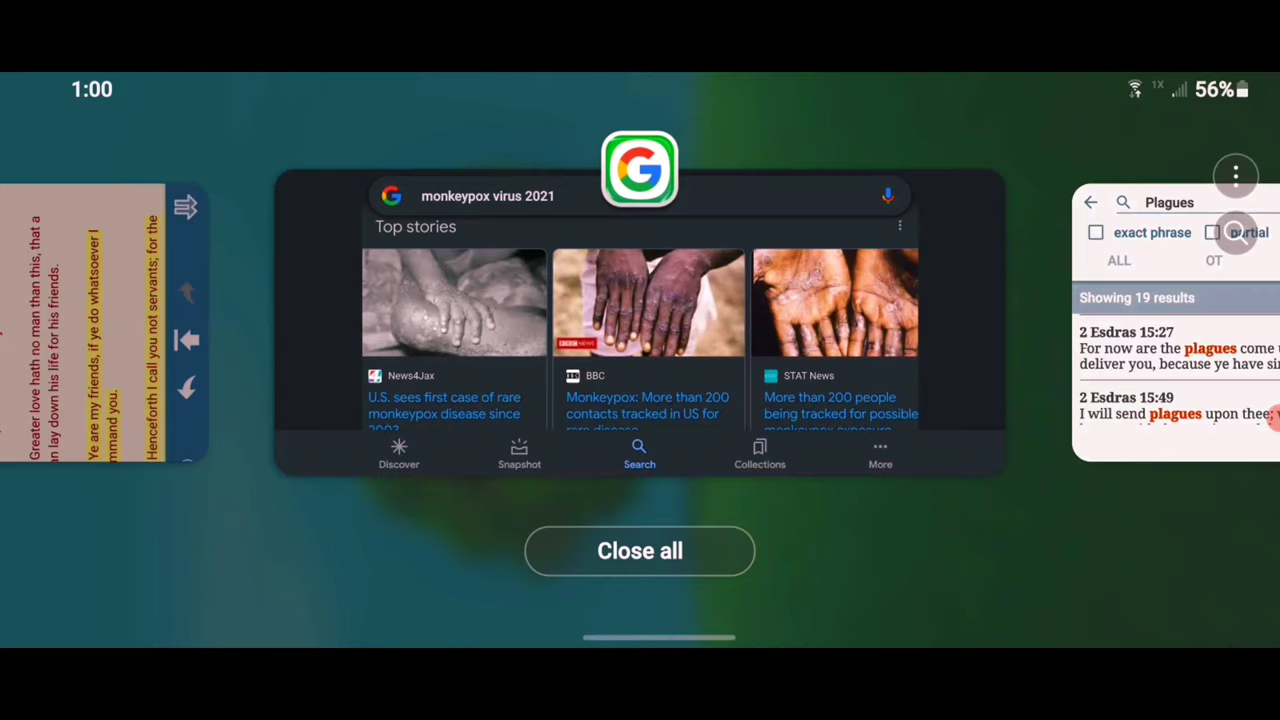 1:00
1X
56%
Greater love hath no man than this, that a
n lay down his life for his friends.
Ye are my friends, if ye do whatsoever I
mmand you.
Henceforth I call you not servants; for the
monkeypox virus 2021
Top stories
News4Jax
U.S. sees first case of rare
monkeypox disease since
BBC NEWS
BBC
Monkeypox: More than 200
contacts tracked in US for
STAT News
More than 200 people
being tracked for possible
Discover
Snapshot
Search
Collections
More
Close all
Plagues
exact phrase
partial
ALL
OT
Showing 19 results
2 Esdras 15:27
For now are the plagues come
deliver you, because ye have
2 Esdras 15:49
I will send plagues upon thee;